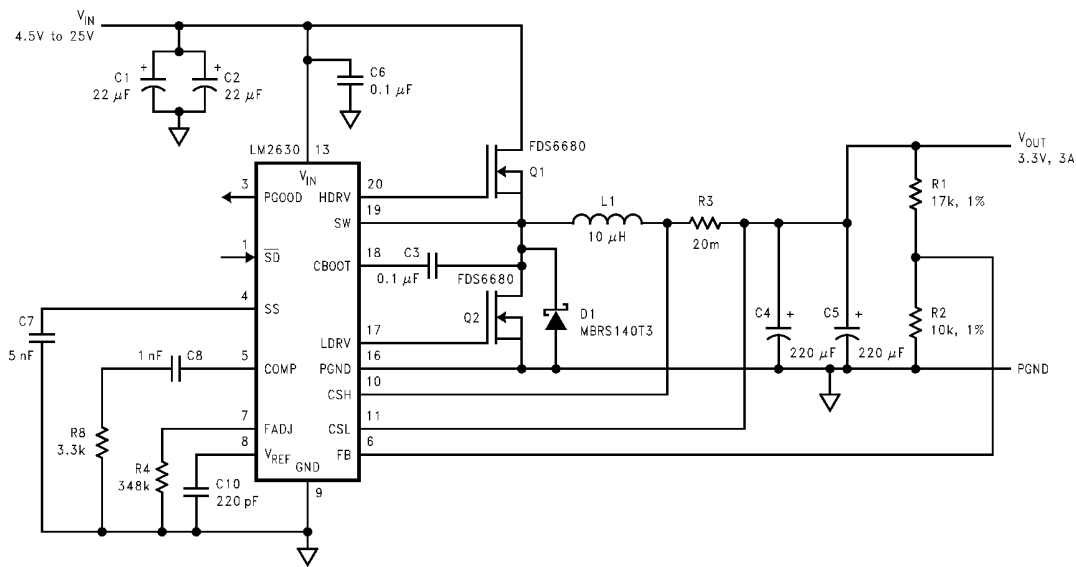 VIN
4.5V to 25V
C1
22 μF
+
C2
22 μF
+
C6
0.1 μF
LM2630
13
VIN
3
PGOOD
HDRV
20
FDS6680
Q1
SW
19
1
SD
CBOOT
18
C3
0.1 μF
L1
10 μH
R3
20m
VOUT
3.3V, 3A
R1
17k, 1%
R2
10k, 1%
4
SS
FDS6680
Q2
D1
MBRS140T3
C4
+
220 μF
C5
+
220 μF
C7
5 nF
LDRV
17
1 nF
C8
5
COMP
PGND
16
PGND
CSH
10
7
FADJ
CSL
11
R8
3.3k
8
VREF
FB
6
R4
348k
GND
C10
220 pF
9